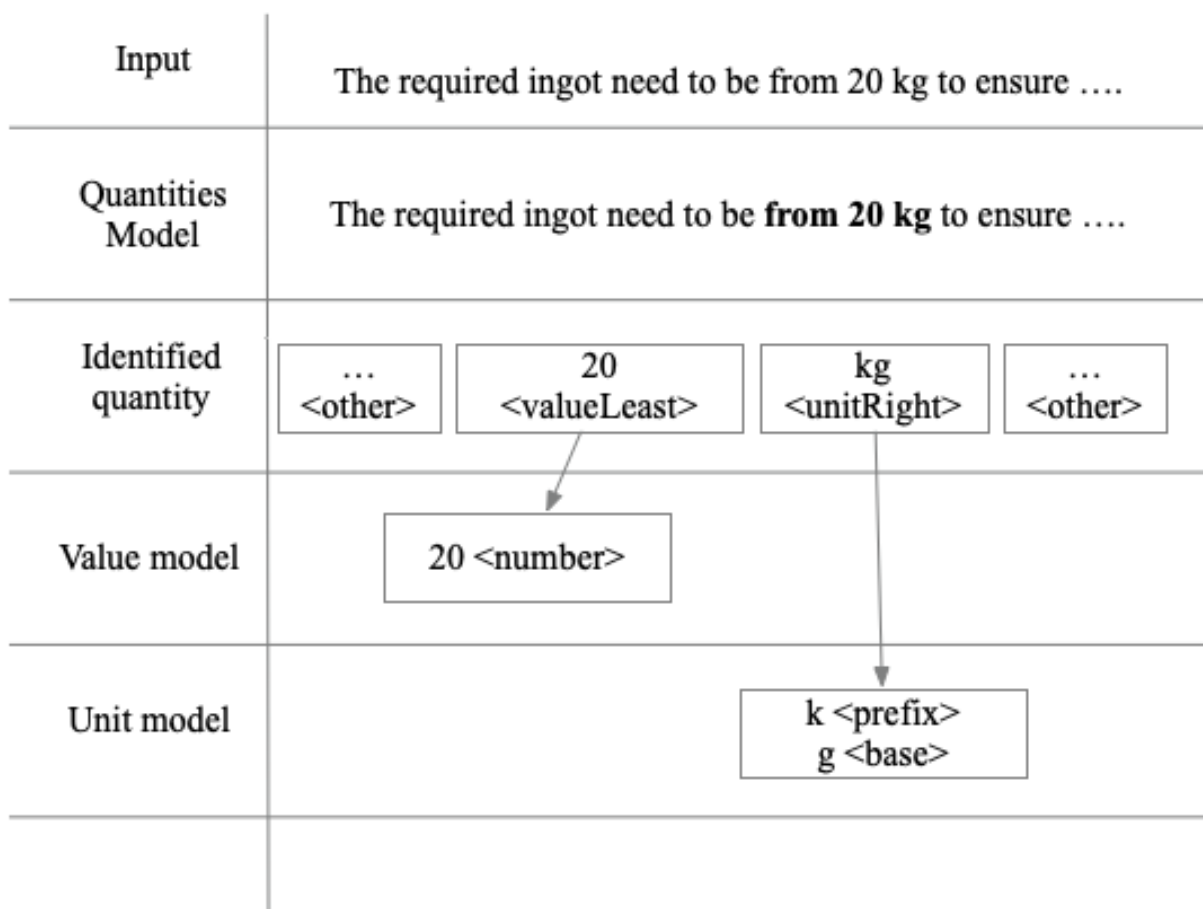 Input
The required ingot need to be from 20 kg to ensure ….
Quantities
Model
The required ingot need to be from 20 kg to ensure ….
Identified
quantity
…
<other>
20
<valueLeast>
kg
<unitRight>
…
<other>
Value model
20 <number>
Unit model
k <prefix>
g <base>